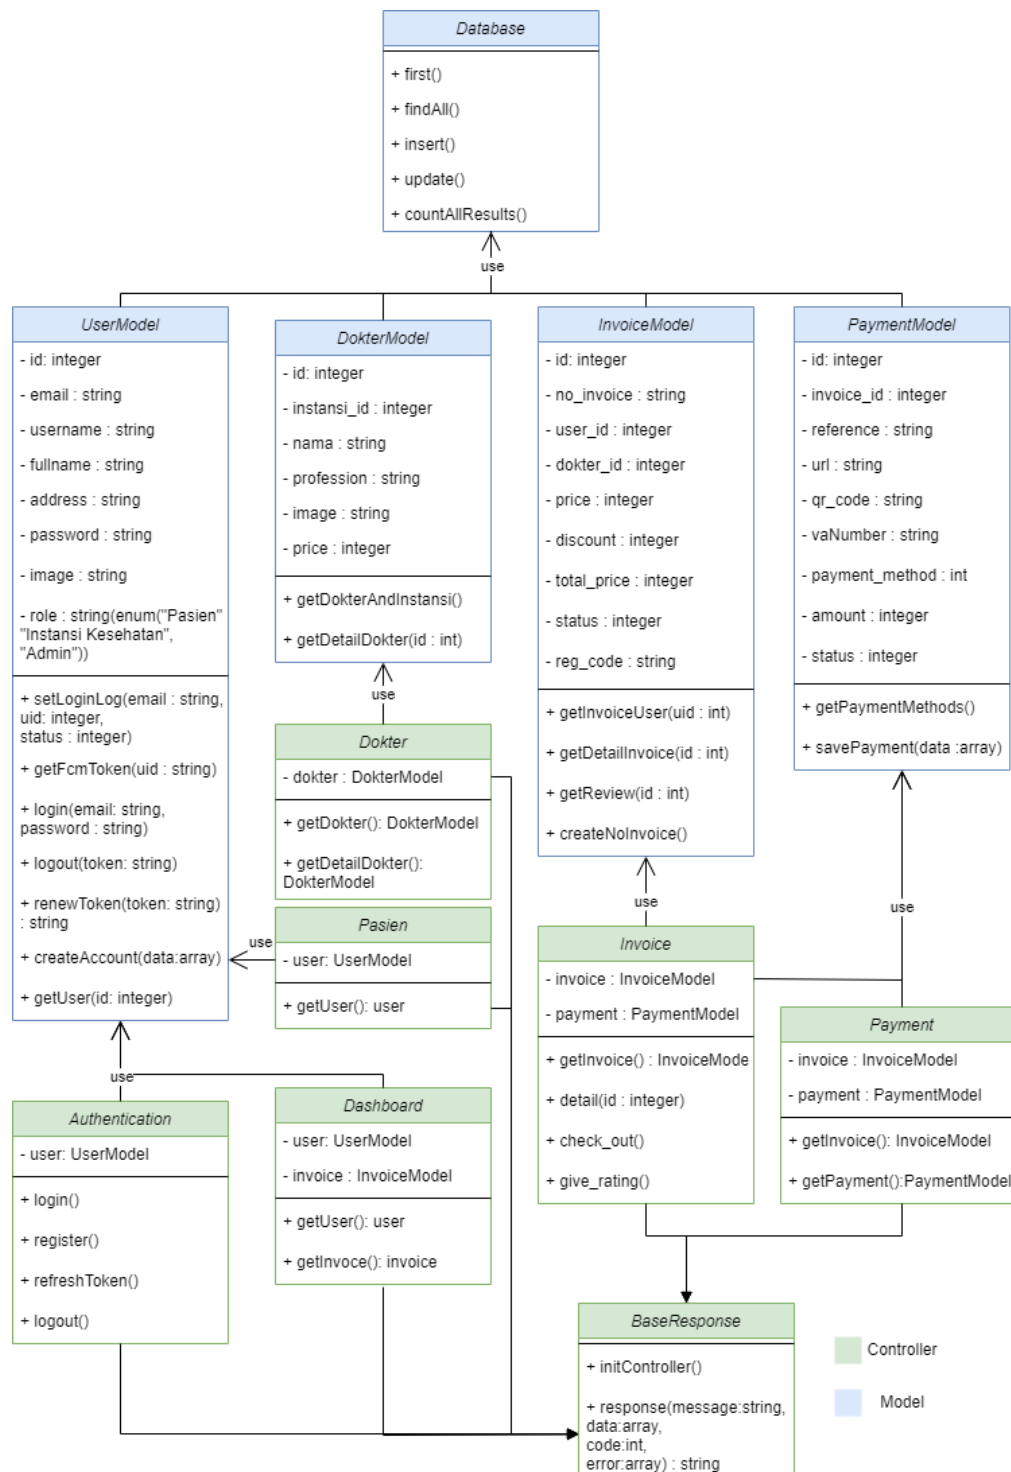 Database
+ first()
+ findAll()
+ insert()
+ update()
+ countAllResults()
use
UserModel
- id: integer
- email : string
- username : string
- fullname : string
- address : string
- password : string
- image : string
- role : string(enum("Pasien"
"Instansi Kesehatan",
"Admin"))
+ setLoginLog(email : string,
uid: integer,
status : integer)
+ getFcmToken(uid : string)
+ login(email: string,
password : string)
+ logout(token: string)
+ renewToken(token: string)
: string
+ createAccount(data:array)
+ getUser(id: integer)
DokterModel
- id: integer
- instansi_id : integer
- nama : string
- profession : string
- image : string
- price : integer
+ getDokterAndInstansi()
+ getDetailDokter(id : int)
InvoiceModel
- id: integer
- no_invoice : string
- user_id : integer
- dokter_id : integer
- price : integer
- discount : integer
- total_price : integer
- status : integer
- reg_code : string
+ getInvoiceUser(uid : int)
+ getDetailInvoice(id : int)
+ getReview(id : int)
+ createNoInvoice()
PaymentModel
- id: integer
- invoice_id : integer
- reference : string
- url : string
- qr_code : string
- vaNumber : string
- payment_method : int
- amount : integer
- status : integer
+ getPaymentMethods()
+ savePayment(data :array)
use
Dokter
- dokter : DokterModel
+ getDokter(): DokterModel
+ getDetailDokter():
DokterModel
use
Pasien
- user: UserModel
+ getUser(): user
use
Invoice
- invoice : InvoiceModel
- payment : PaymentModel
+ getInvoice() : InvoiceMode
+ detail(id : integer)
+ check_out()
+ give_rating()
use
Payment
- invoice : InvoiceModel
- payment : PaymentModel
+ getInvoice(): InvoiceModel
+ getPayment():PaymentModel
use
Authentication
- user: UserModel
+ login()
+ register()
+ refreshToken()
+ logout()
Dashboard
- user: UserModel
- invoice : InvoiceModel
+ getUser(): user
+ getInvoce(): invoice
BaseResponse
+ initController()
+ response(message:string,
data:array,
code:int,
error:array) : string
Controller
Model